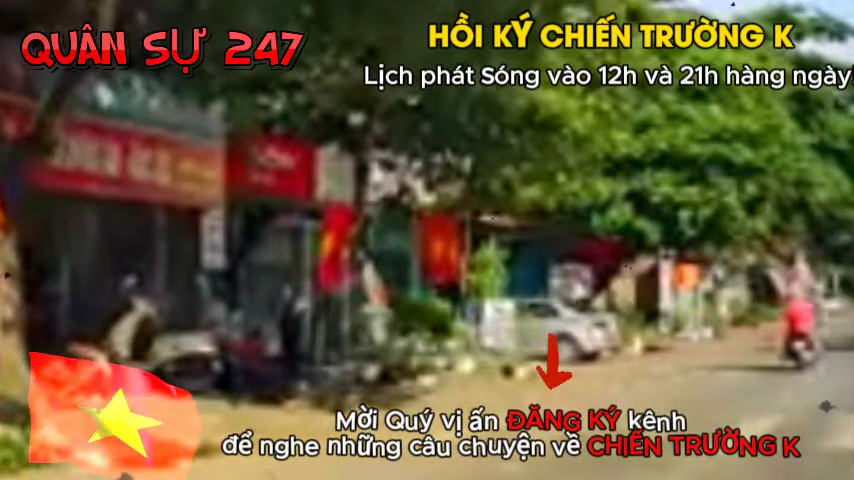 QUÂN SỰ 247
HỒI KÝ CHIẾN TRƯỜNG K
Lịch phát Sóng vào 12h và 21h hàng ngày!
Mời Quý vị ấn ĐĂNG KÝ kênh
để nghe những câu chuyện về CHIẾN TRƯỜNG K